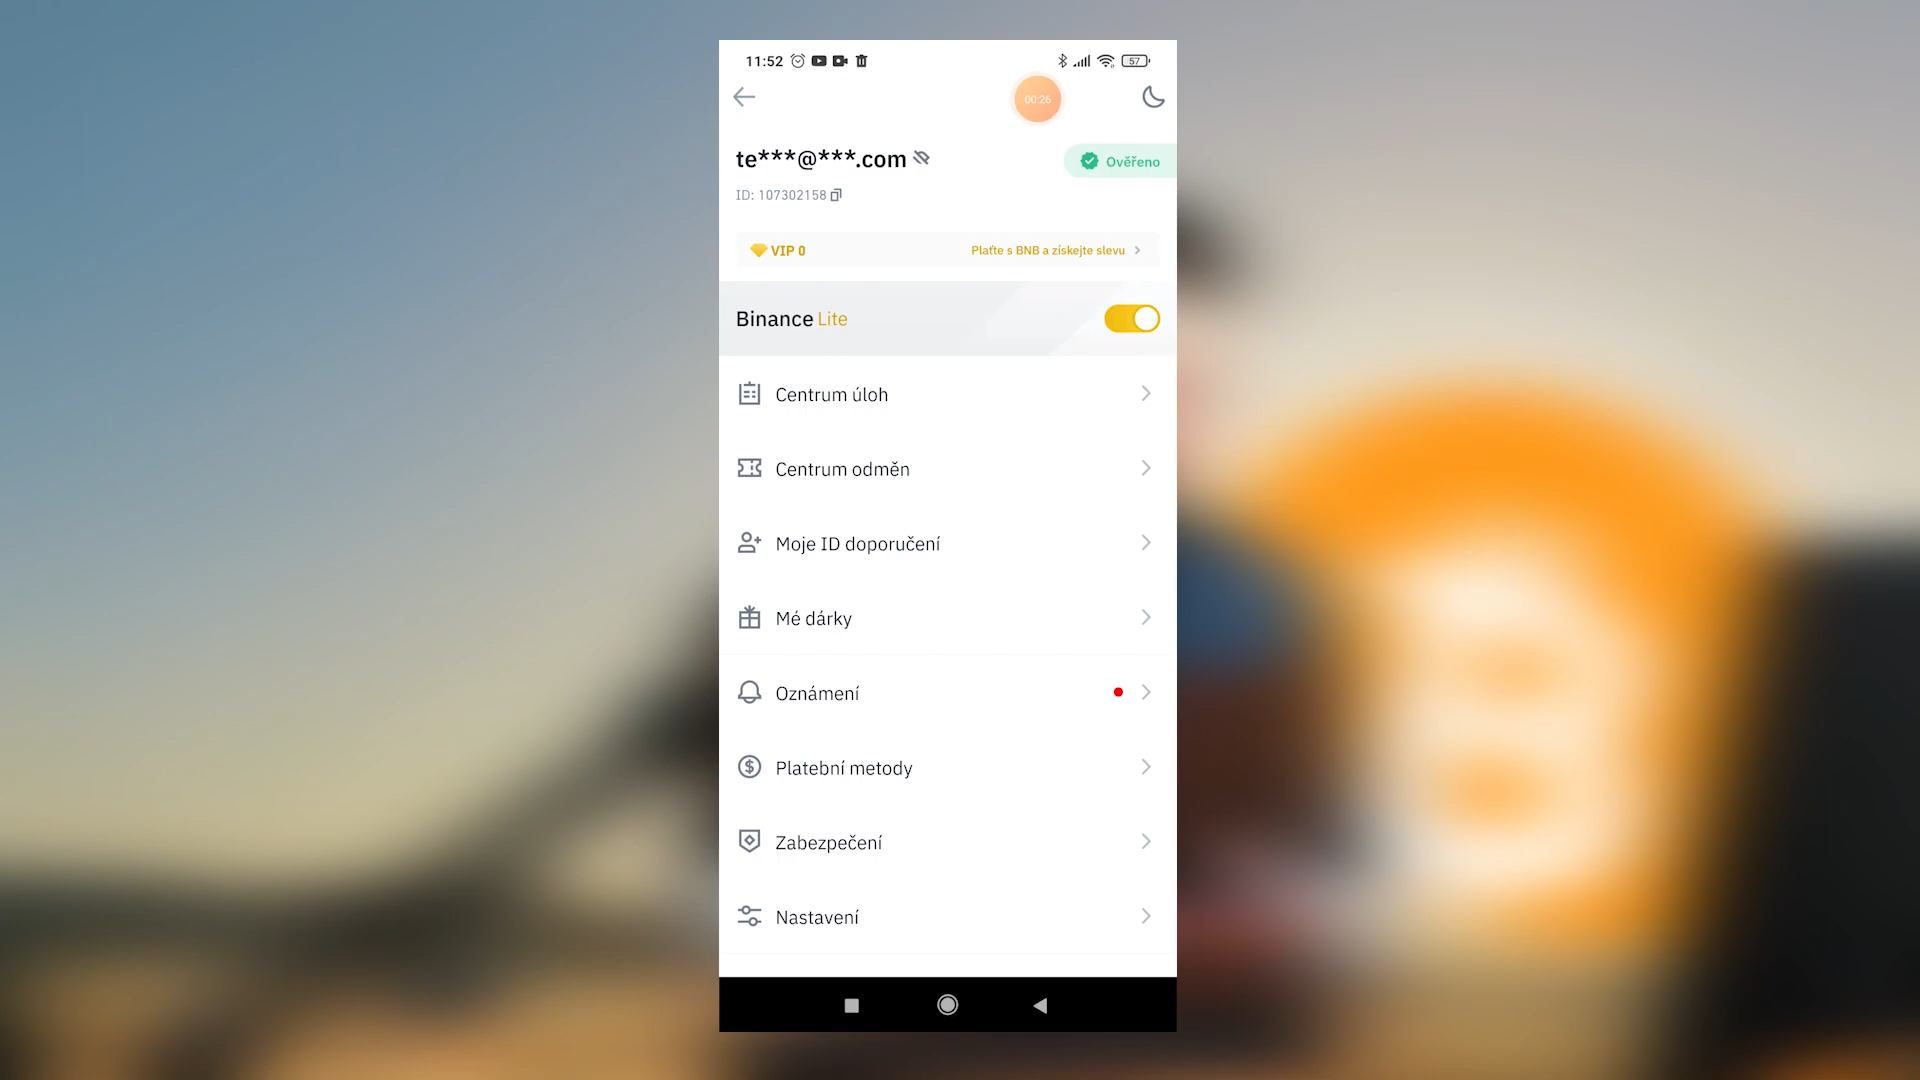 11:52
57
00:26
te***@***.com
Ověřeno
ID: 107302158
VIP 0
Plaťte s BNB a získejte slevu
Binance Lite
Centrum úloh
Centrum odměn
Moje ID doporučení
Mé dárky
Oznámení
Platební metody
Zabezpečení
Nastavení